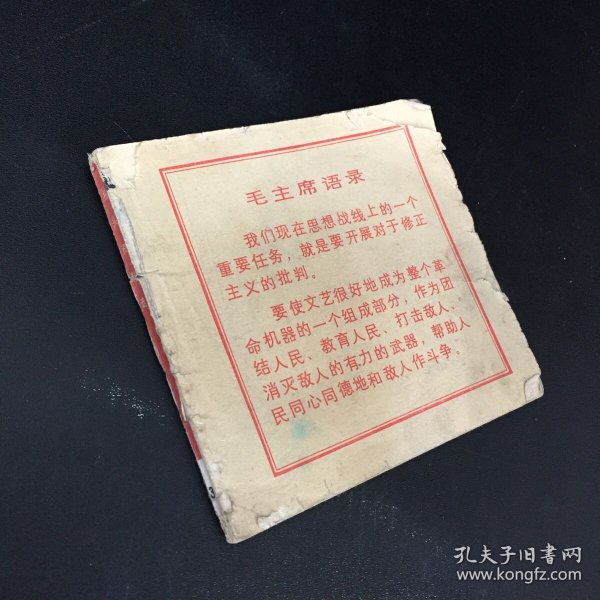 毛主席语录
我们现在思想战线上的一个
重要任务，就是要开展对于修正
主义的批判。
要使文艺很好地成为整个革
命机器的一个组成部分，作为团
结人民、教育人民、打击敌人、
消灭敌人的有力的武器，帮助人
民同心同德地和敌人作斗争。
3
孔夫子旧书网
www.kongfz.com